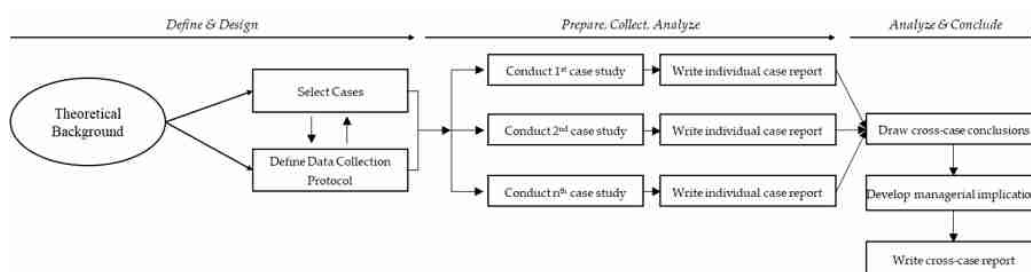 Define & Design
Prepare, Collect, Analyze
Analyze & Conclude
Theoretical
Background
Select Cases
Define Data Collection
Protocol
Conduct 1st case study
Write individual case report
Conduct 2nd case study
Write individual case report
Conduct nth case study
Write individual case report
Draw cross-case conclusions
Develop managerial implication
Write cross-case report